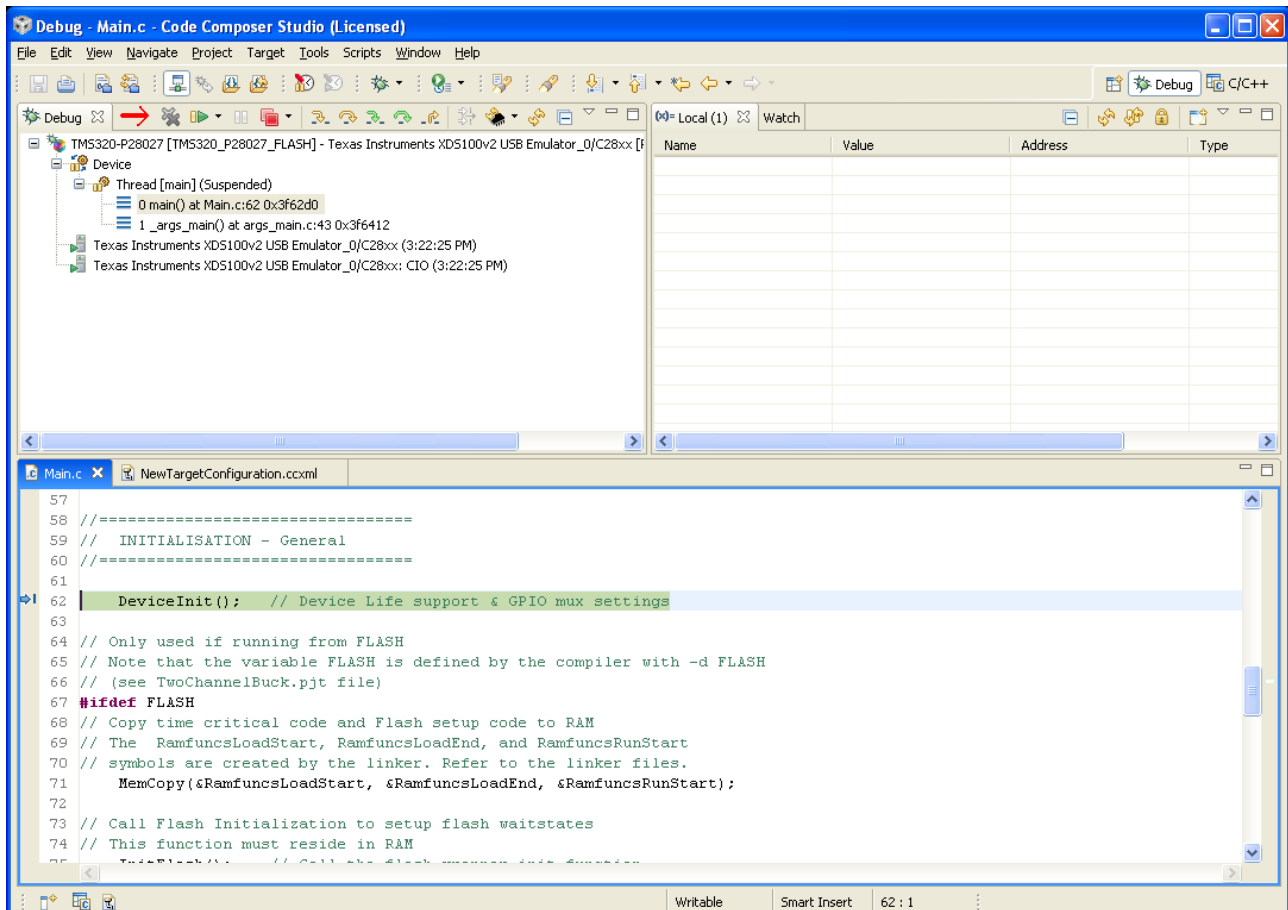 Debug - Main.c - Code Composer Studio (Licensed)
File Edit View Navigate Project Target Tools Scripts Window Help
Debug C/C++
Debug
TMS320-P28027 [TMS320_P28027_FLASH] - Texas Instruments XDS100v2 USB Emulator_0/C28xx [F
Device
Thread [main] (Suspended)
0 main() at Main.c:62 0x3f62d0
1 _args_main() at args_main.c:43 0x3f6412
Texas Instruments XDS100v2 USB Emulator_0/C28xx (3:22:25 PM)
Texas Instruments XDS100v2 USB Emulator_0/C28xx: CIO (3:22:25 PM)
(x)= Local (1) Watch
Name Value Address Type
Main.c NewTargetConfiguration.ccxml
57
58 //=================================
59 //  INITIALISATION - General
60 //=================================
61
62     DeviceInit();   // Device Life support & GPIO mux settings
63
64 // Only used if running from FLASH
65 // Note that the variable FLASH is defined by the compiler with -d FLASH
66 // (see TwoChannelBuck.pjt file)
67 #ifdef FLASH
68 // Copy time critical code and Flash setup code to RAM
69 // The  RamfuncsLoadStart, RamfuncsLoadEnd, and RamfuncsRunStart
70 // symbols are created by the linker. Refer to the linker files.
71     MemCopy(&RamfuncsLoadStart, &RamfuncsLoadEnd, &RamfuncsRunStart);
72
73 // Call Flash Initialization to setup flash waitstates
74 // This function must reside in RAM
Writable Smart Insert 62 : 1